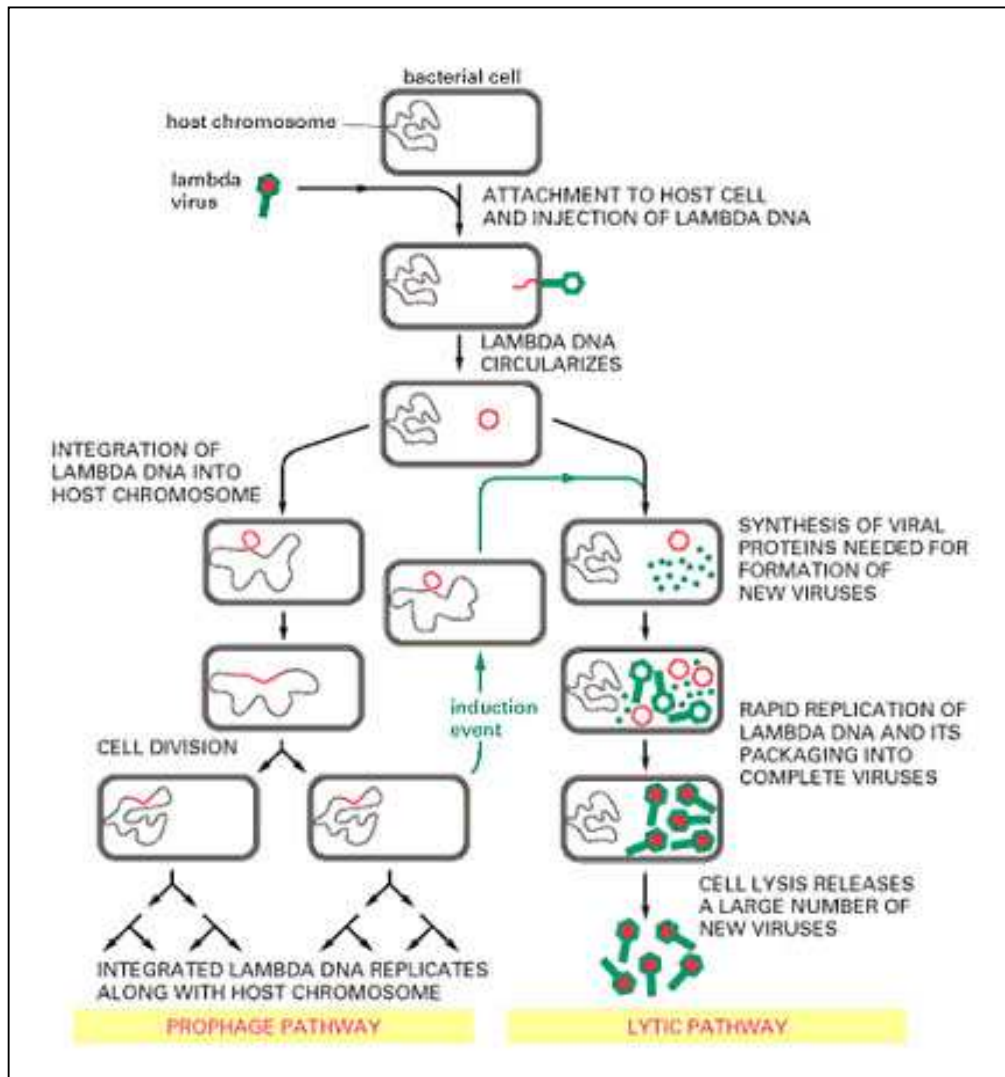 bacterial cell
host chromosome
lambda
virus
ATTACHMENT TO HOST CELL
AND INJECTION OF LAMBDA DNA
LAMBDA DNA
CIRCULARIZES
INTEGRATION OF
LAMBDA DNA INTO
HOST CHROMOSOME
SYNTHESIS OF VIRAL
PROTEINS NEEDED FOR
FORMATION OF
NEW VIRUSES
induction
event
RAPID REPLICATION OF
LAMBDA DNA AND ITS
PACKAGING INTO
COMPLETE VIRUSES
CELL DIVISION
CELL LYSIS RELEASES
A LARGE NUMBER OF
NEW VIRUSES
INTEGRATED LAMBDA DNA REPLICATES
ALONG WITH HOST CHROMOSOME
PROPHAGE PATHWAY
LYTIC PATHWAY